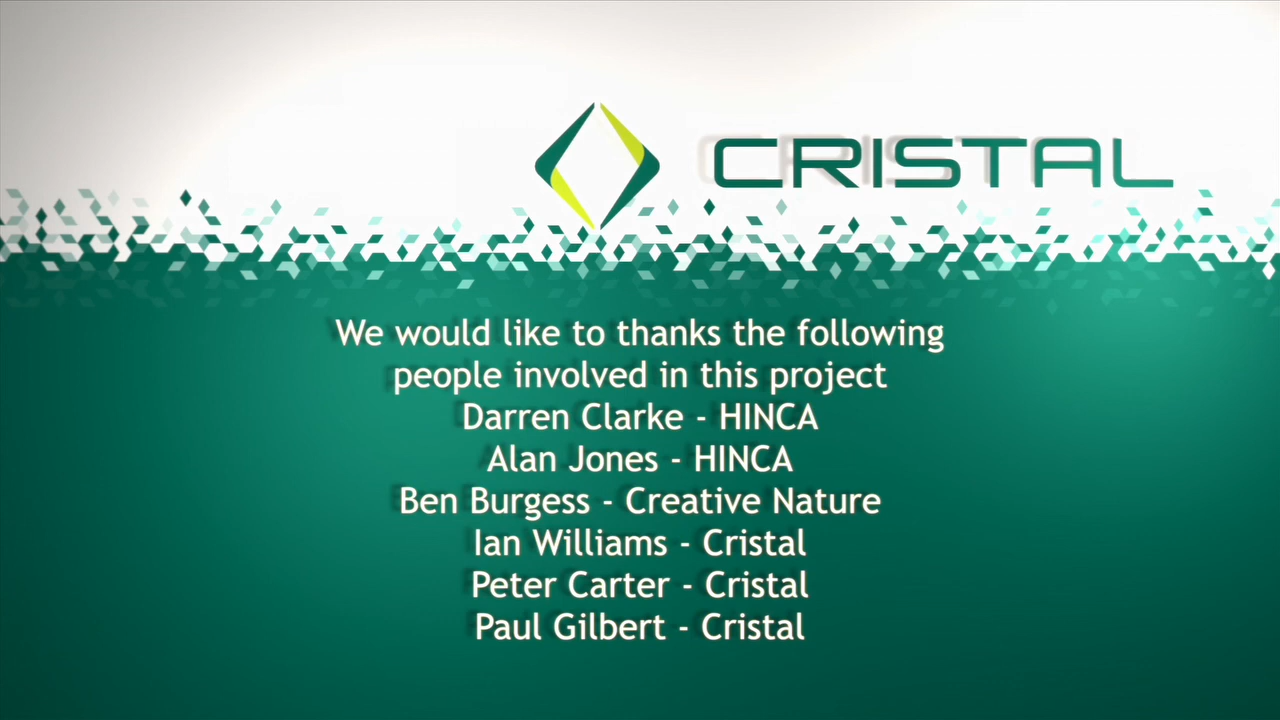 CRISTAL
We would like to thanks the following
people involved in this project
Darren Clarke - HINCA
Alan Jones - HINCA
Ben Burgess - Creative Nature
Ian Williams - Cristal
Peter Carter - Cristal
Paul Gilbert - Cristal